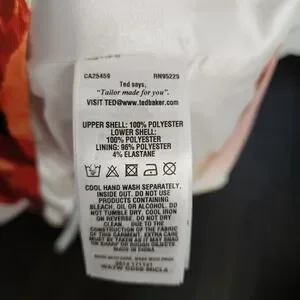 CA25459 RN95229
Ted says,
"Tailor made for you".
VISIT TED@www.tedbaker.com
UPPER SHELL: 100% POLYESTER
LOWER SHELL:
100% POLYESTER
LINING: 96% POLYESTER
4% ELASTANE
COOL HAND WASH SEPARATELY.
INSIDE OUT. DO NOT USE
PRODUCTS CONTAINING
BLEACH, OIL OR ALCOHOL. DO
NOT TUMBLE DRY. COOL IRON
ON REVERSE. DO NOT DRY
CLEAN. DUE TO THE
CONSTRUCTION OF THE FABRIC
OF THIS GARMENT, EXTRA CARE
MUST BE TAKEN AS IT MAY SNAG
OR SNARE ON ROUGH OBJECTS